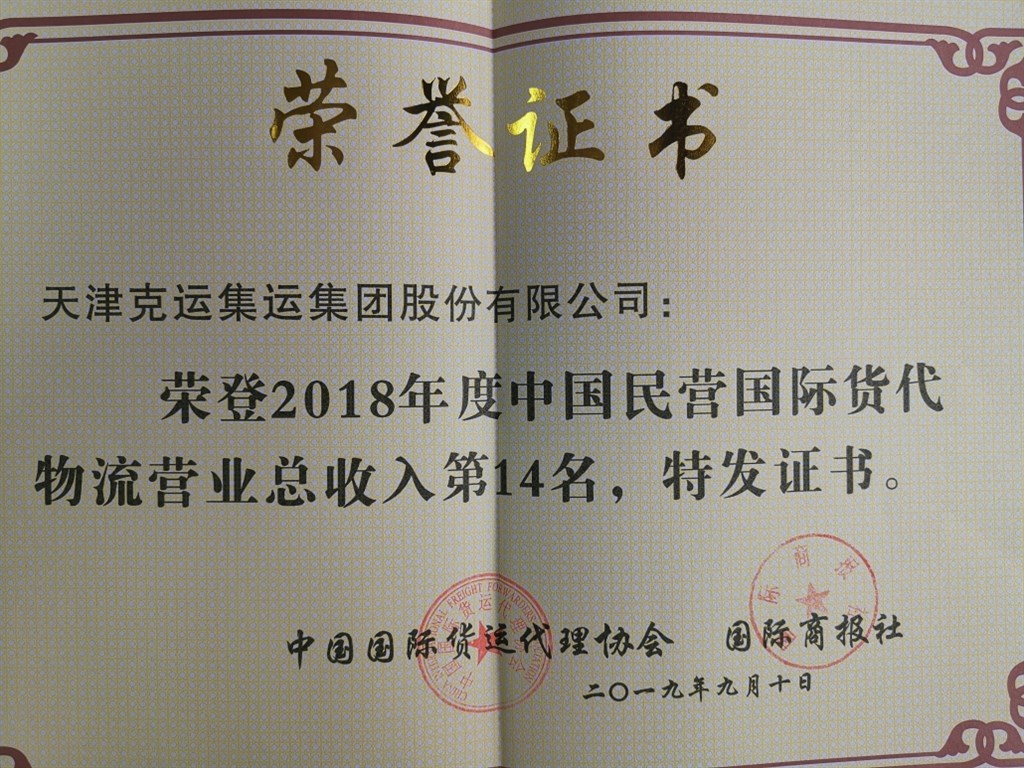 荣誉证书
天津克运集运集团股份有限公司：
荣登2018年度中国民营国际货代
物流营业总收入第14名，特发证书。
中国国际货运代理协会 国际商报社
二〇一九年九月十日